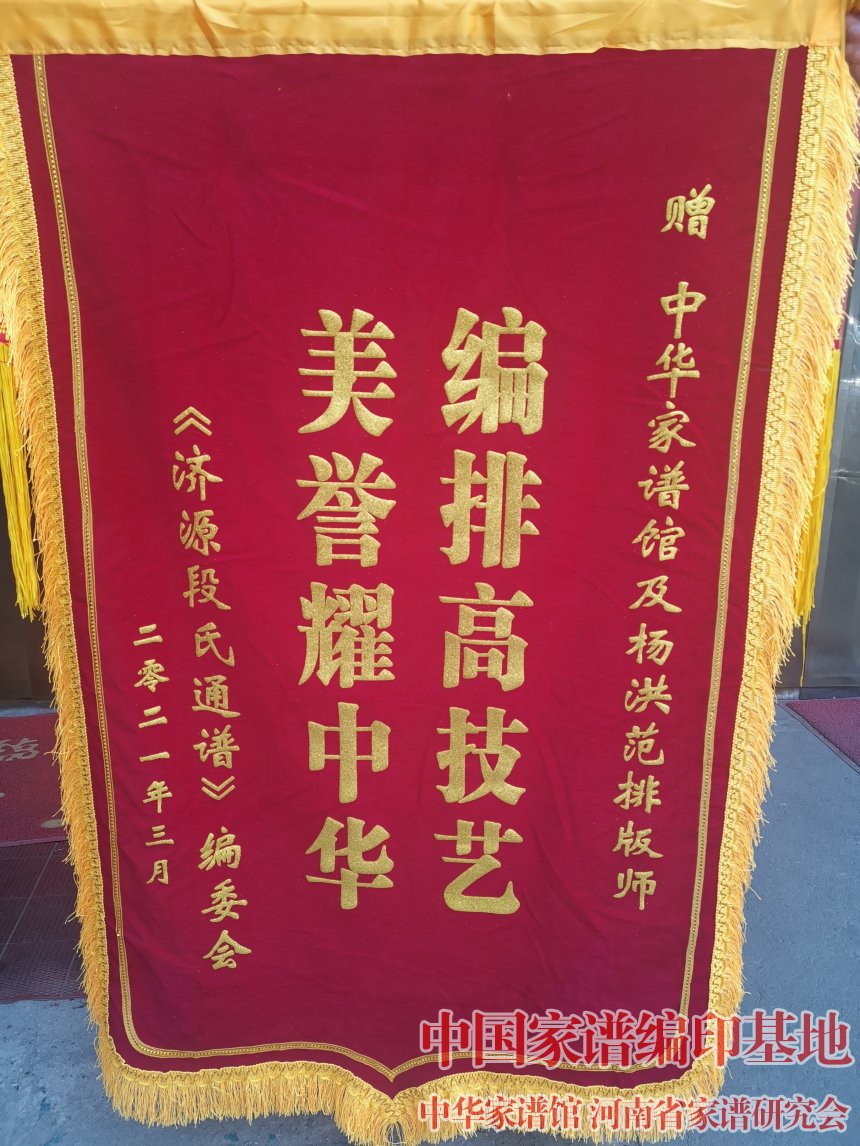 赠 中华家谱馆及杨洪范排版师
编排高技艺
美誉耀中华
《济源段氏通谱》编委会
二零二一年三月
中国家谱编印基地
中华家谱馆 河南省家谱研究会